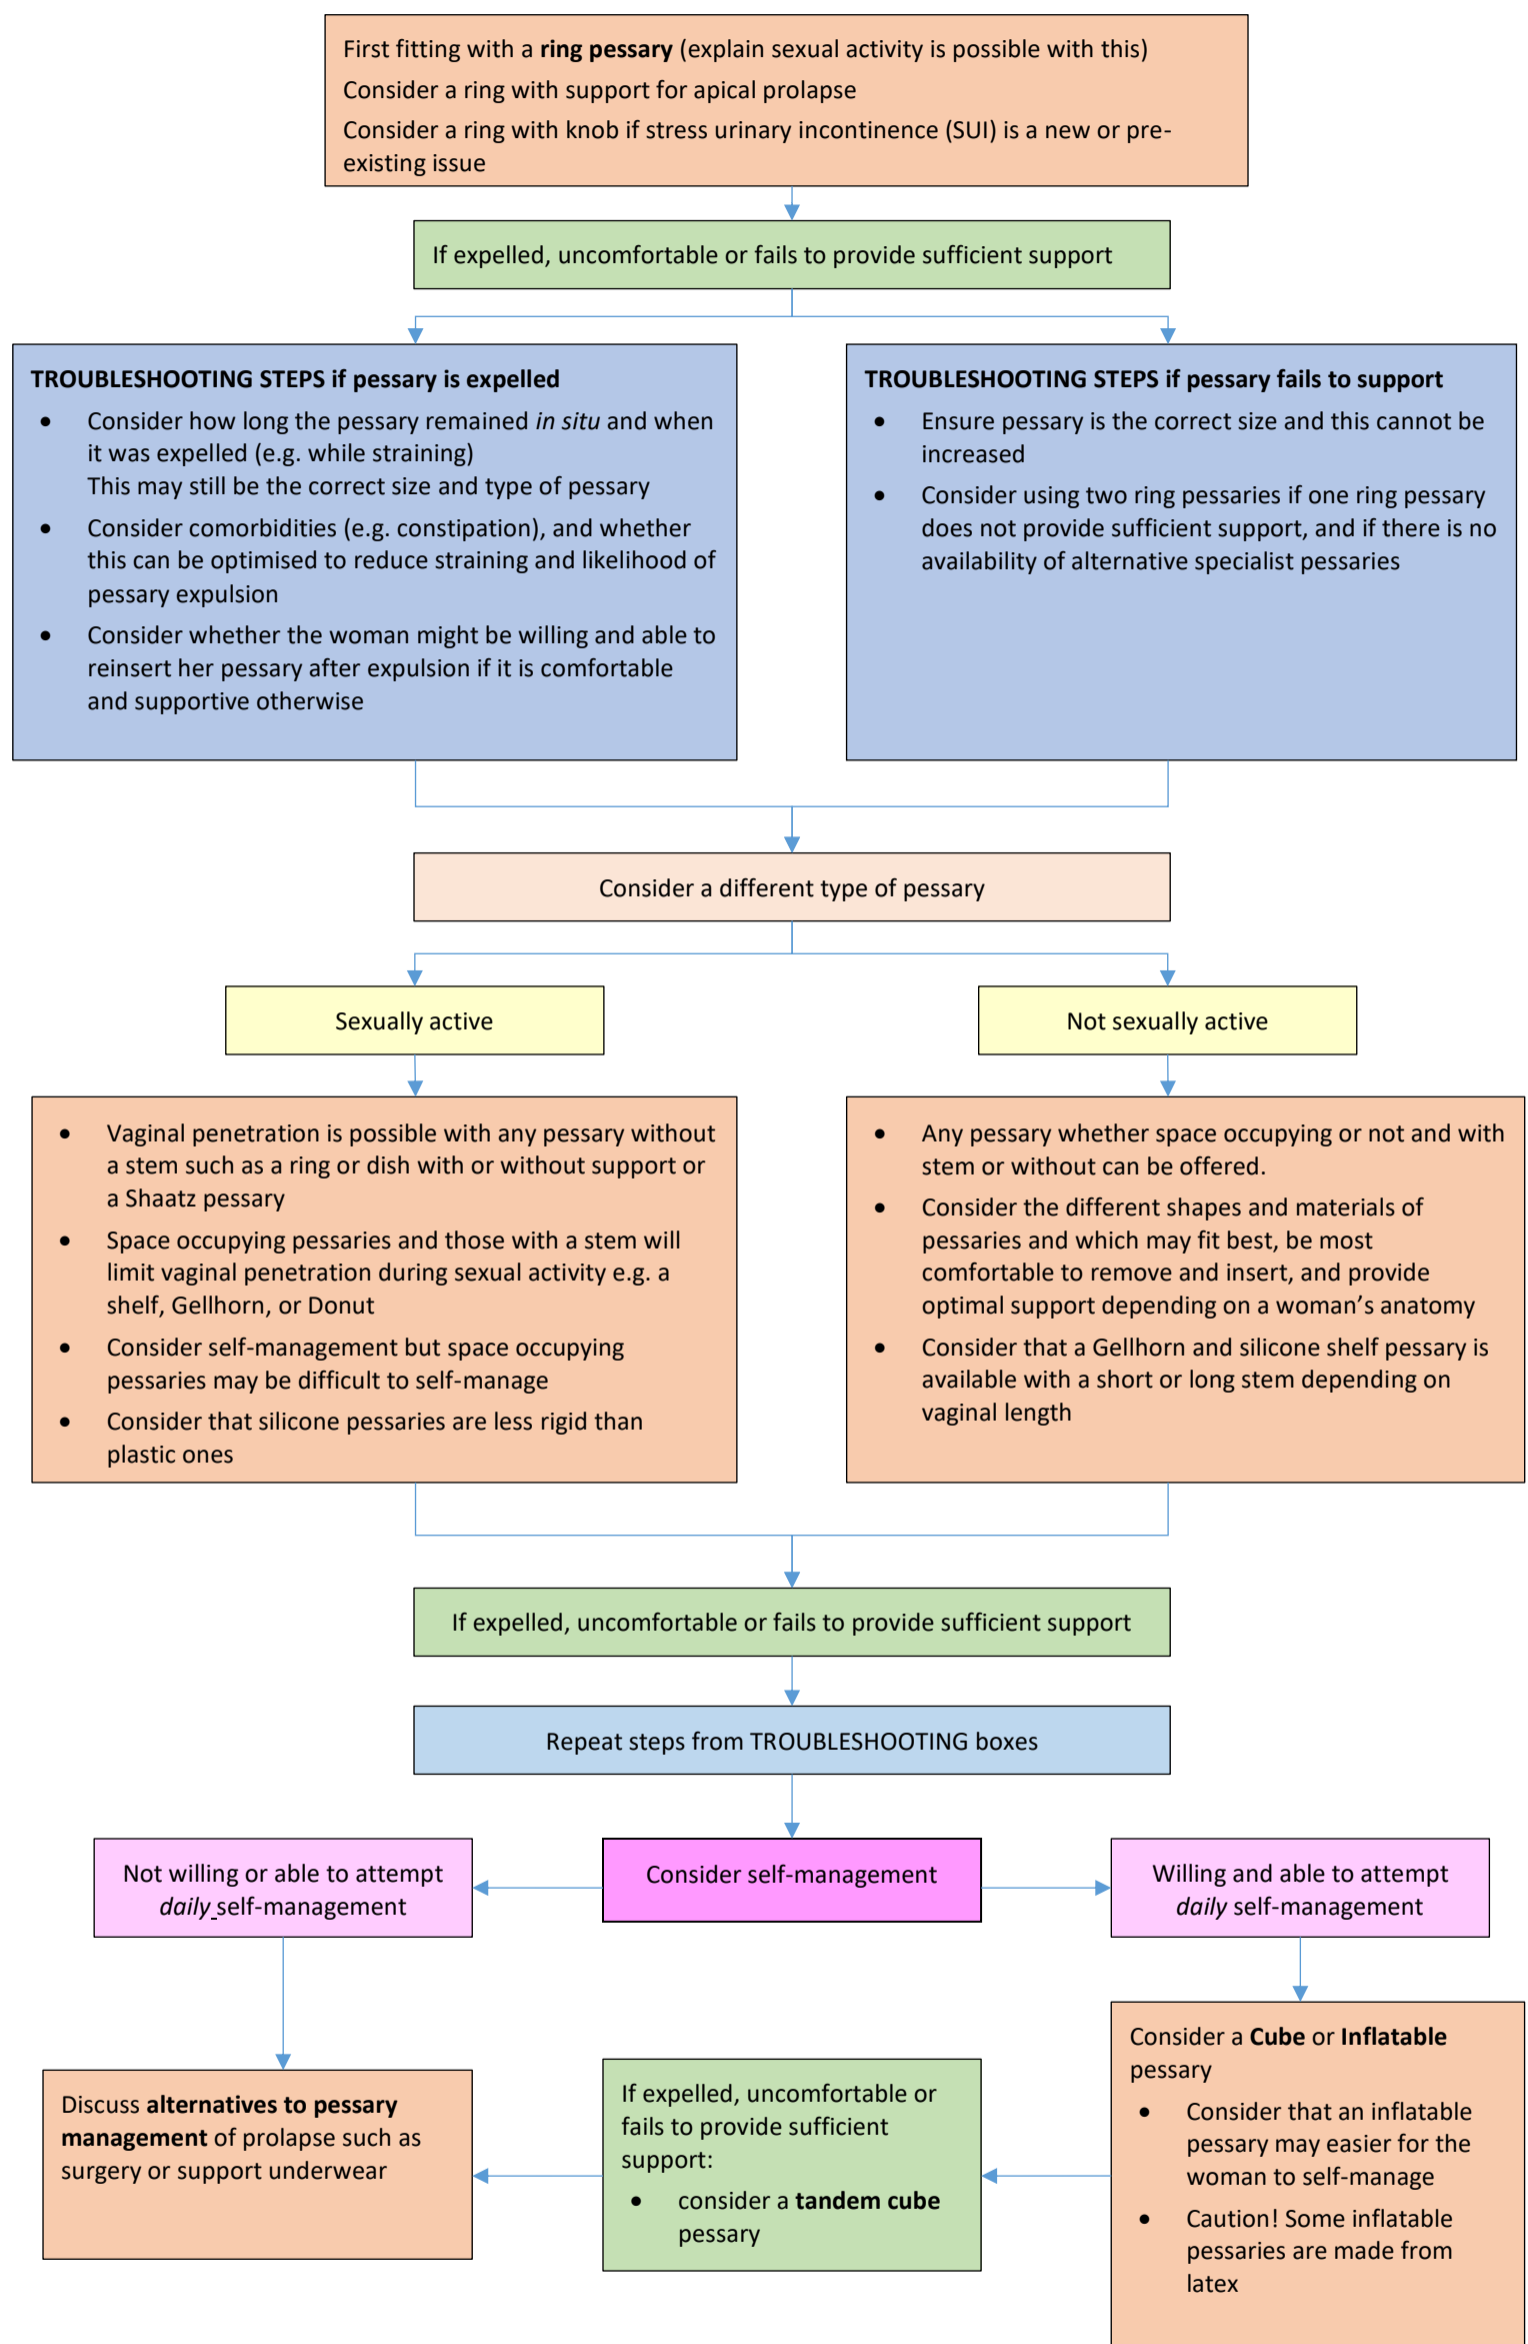 First fitting with a ring pessary (explain sexual activity is possible with this)
Consider a ring with support for apical prolapse
Consider a ring with knob if stress urinary incontinence (SUI) is a new or pre-
existing issue
If expelled, uncomfortable or fails to provide sufficient support
TROUBLESHOOTING STEPS if pessary is expelled
• Consider how long the pessary remained in situ and when
it was expelled (e.g. while straining)
This may still be the correct size and type of pessary
• Consider comorbidities (e.g. constipation), and whether
this can be optimised to reduce straining and likelihood of
pessary expulsion
• Consider whether the woman might be willing and able to
reinsert her pessary after expulsion if it is comfortable
and supportive otherwise
TROUBLESHOOTING STEPS if pessary fails to support
• Ensure pessary is the correct size and this cannot be
increased
• Consider using two ring pessaries if one ring pessary
does not provide sufficient support, and if there is no
availability of alternative specialist pessaries
Consider a different type of pessary
Sexually active
Not sexually active
• Vaginal penetration is possible with any pessary without
a stem such as a ring or dish with or without support or
a Shaatz pessary
• Space occupying pessaries and those with a stem will
limit vaginal penetration during sexual activity e.g. a
shelf, Gellhorn, or Donut
• Consider self-management but space occupying
pessaries may be difficult to self-manage
• Consider that silicone pessaries are less rigid than
plastic ones
• Any pessary whether space occupying or not and with
stem or without can be offered.
• Consider the different shapes and materials of
pessaries and which may fit best, be most
comfortable to remove and insert, and provide
optimal support depending on a woman’s anatomy
• Consider that a Gellhorn and silicone shelf pessary is
available with a short or long stem depending on
vaginal length
If expelled, uncomfortable or fails to provide sufficient support
Repeat steps from TROUBLESHOOTING boxes
Consider self-management
Not willing or able to attempt
daily self-management
Willing and able to attempt
daily self-management
Consider a Cube or Inflatable
pessary
• Consider that an inflatable
pessary may easier for the
woman to self-manage
• Caution! Some inflatable
pessaries are made from
latex
If expelled, uncomfortable or
fails to provide sufficient
support:
• consider a tandem cube
pessary
Discuss alternatives to pessary
management of prolapse such as
surgery or support underwear